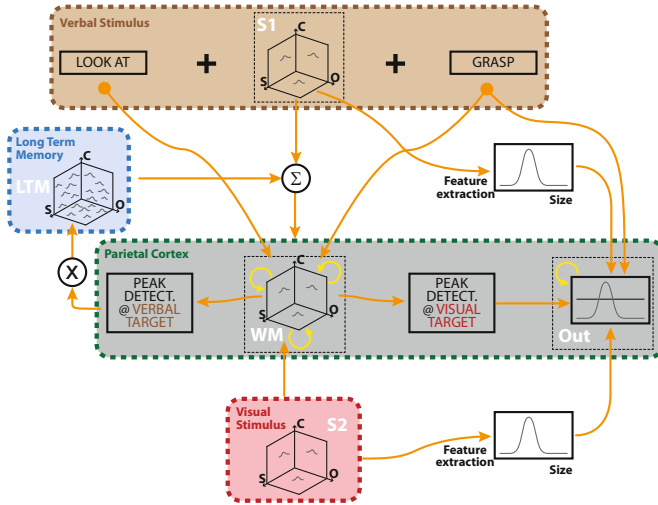 Verbal Stimulus
S1
C
S
O
LOOK AT
+
+
GRASP
Long Term
Memory
LTM
C
S
O
Σ
Feature
extraction
Size
X
Parietal Cortex
PEAK
DETECT.
@ VERBAL
TARGET
C
S
O
WM
PEAK
DETECT.
@ VISUAL
TARGET
Out
Visual
Stimulus
S2
C
S
O
Feature
extraction
Size